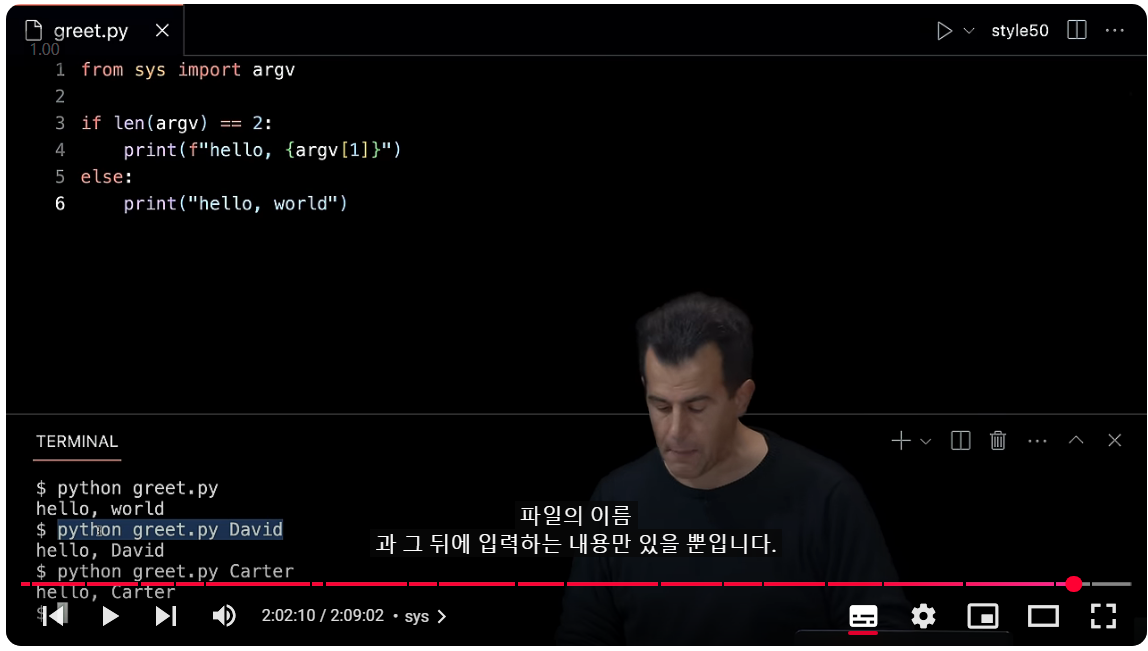 greet.py
style50
1.00
1 from sys import argv
2
3 if len(argv) == 2:
4     print(f"hello, {argv[1]}")
5 else:
6     print("hello, world")
TERMINAL
$ python greet.py
hello, world
$ python greet.py David
hello, David
$ python greet.py Carter
hello, Carter
$
파일의 이름
과 그 뒤에 입력하는 내용만 있을 뿐입니다.
2:02:10 / 2:09:02 • sys